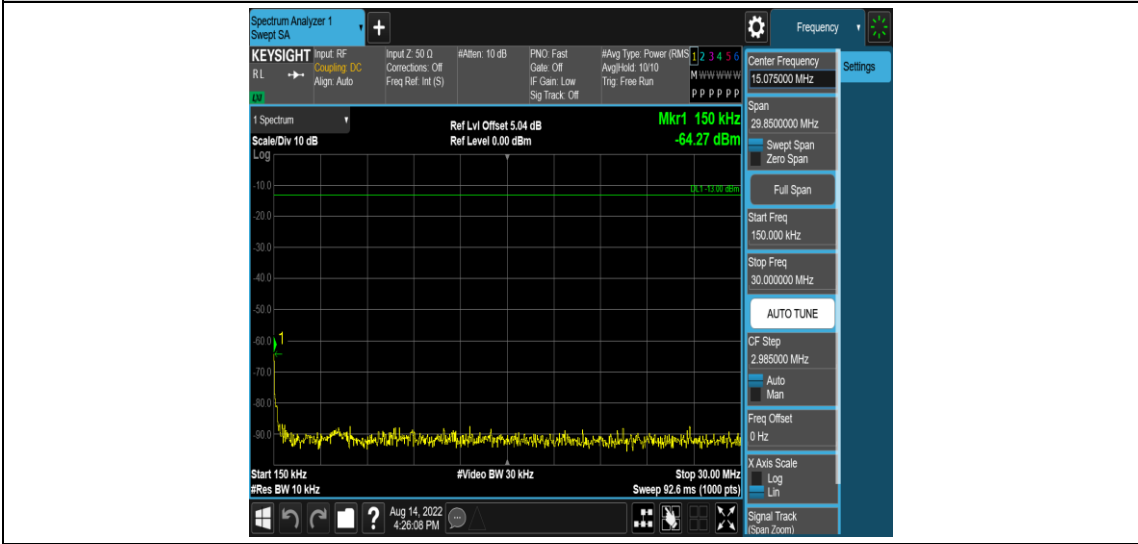 Spectrum Analyzer 1
Swept SA
+
Frequency
KEYSIGHT
RL
Input: RF
Coupling: DC
Align: Auto
Input Z: 50 Ω
Corrections: Off
Freq Ref: Int (S)
#Atten: 10 dB
PNO: Fast
Gate: Off
IF Gain: Low
Sig Track: Off
#Avg Type: Power (RMS
Avg|Hold: 10/10
Trig: Free Run
1 2 3 4 5 6
M W W W W W
P P P P P P
1 Spectrum
Scale/Div 10 dB
Log
Ref Lvl Offset 5.04 dB
Ref Level 0.00 dBm
Mkr1 150 kHz
-64.27 dBm
DL1 -13.00 dBm
-10.0
-20.0
-30.0
-40.0
-50.0
-60.0
1
-70.0
-80.0
-90.0
Start 150 kHz
#Res BW 10 kHz
#Video BW 30 kHz
Stop 30.00 MHz
Sweep 92.6 ms (1000 pts)
?
Aug 14, 2022
4:26:08 PM
Center Frequency
15.075000 MHz
Settings
Span
29.8500000 MHz
Swept Span
Zero Span
Full Span
Start Freq
150.000 kHz
Stop Freq
30.000000 MHz
AUTO TUNE
CF Step
2.985000 MHz
Auto
Man
Freq Offset
0 Hz
X Axis Scale
Log
Lin
Signal Track
(Span Zoom)